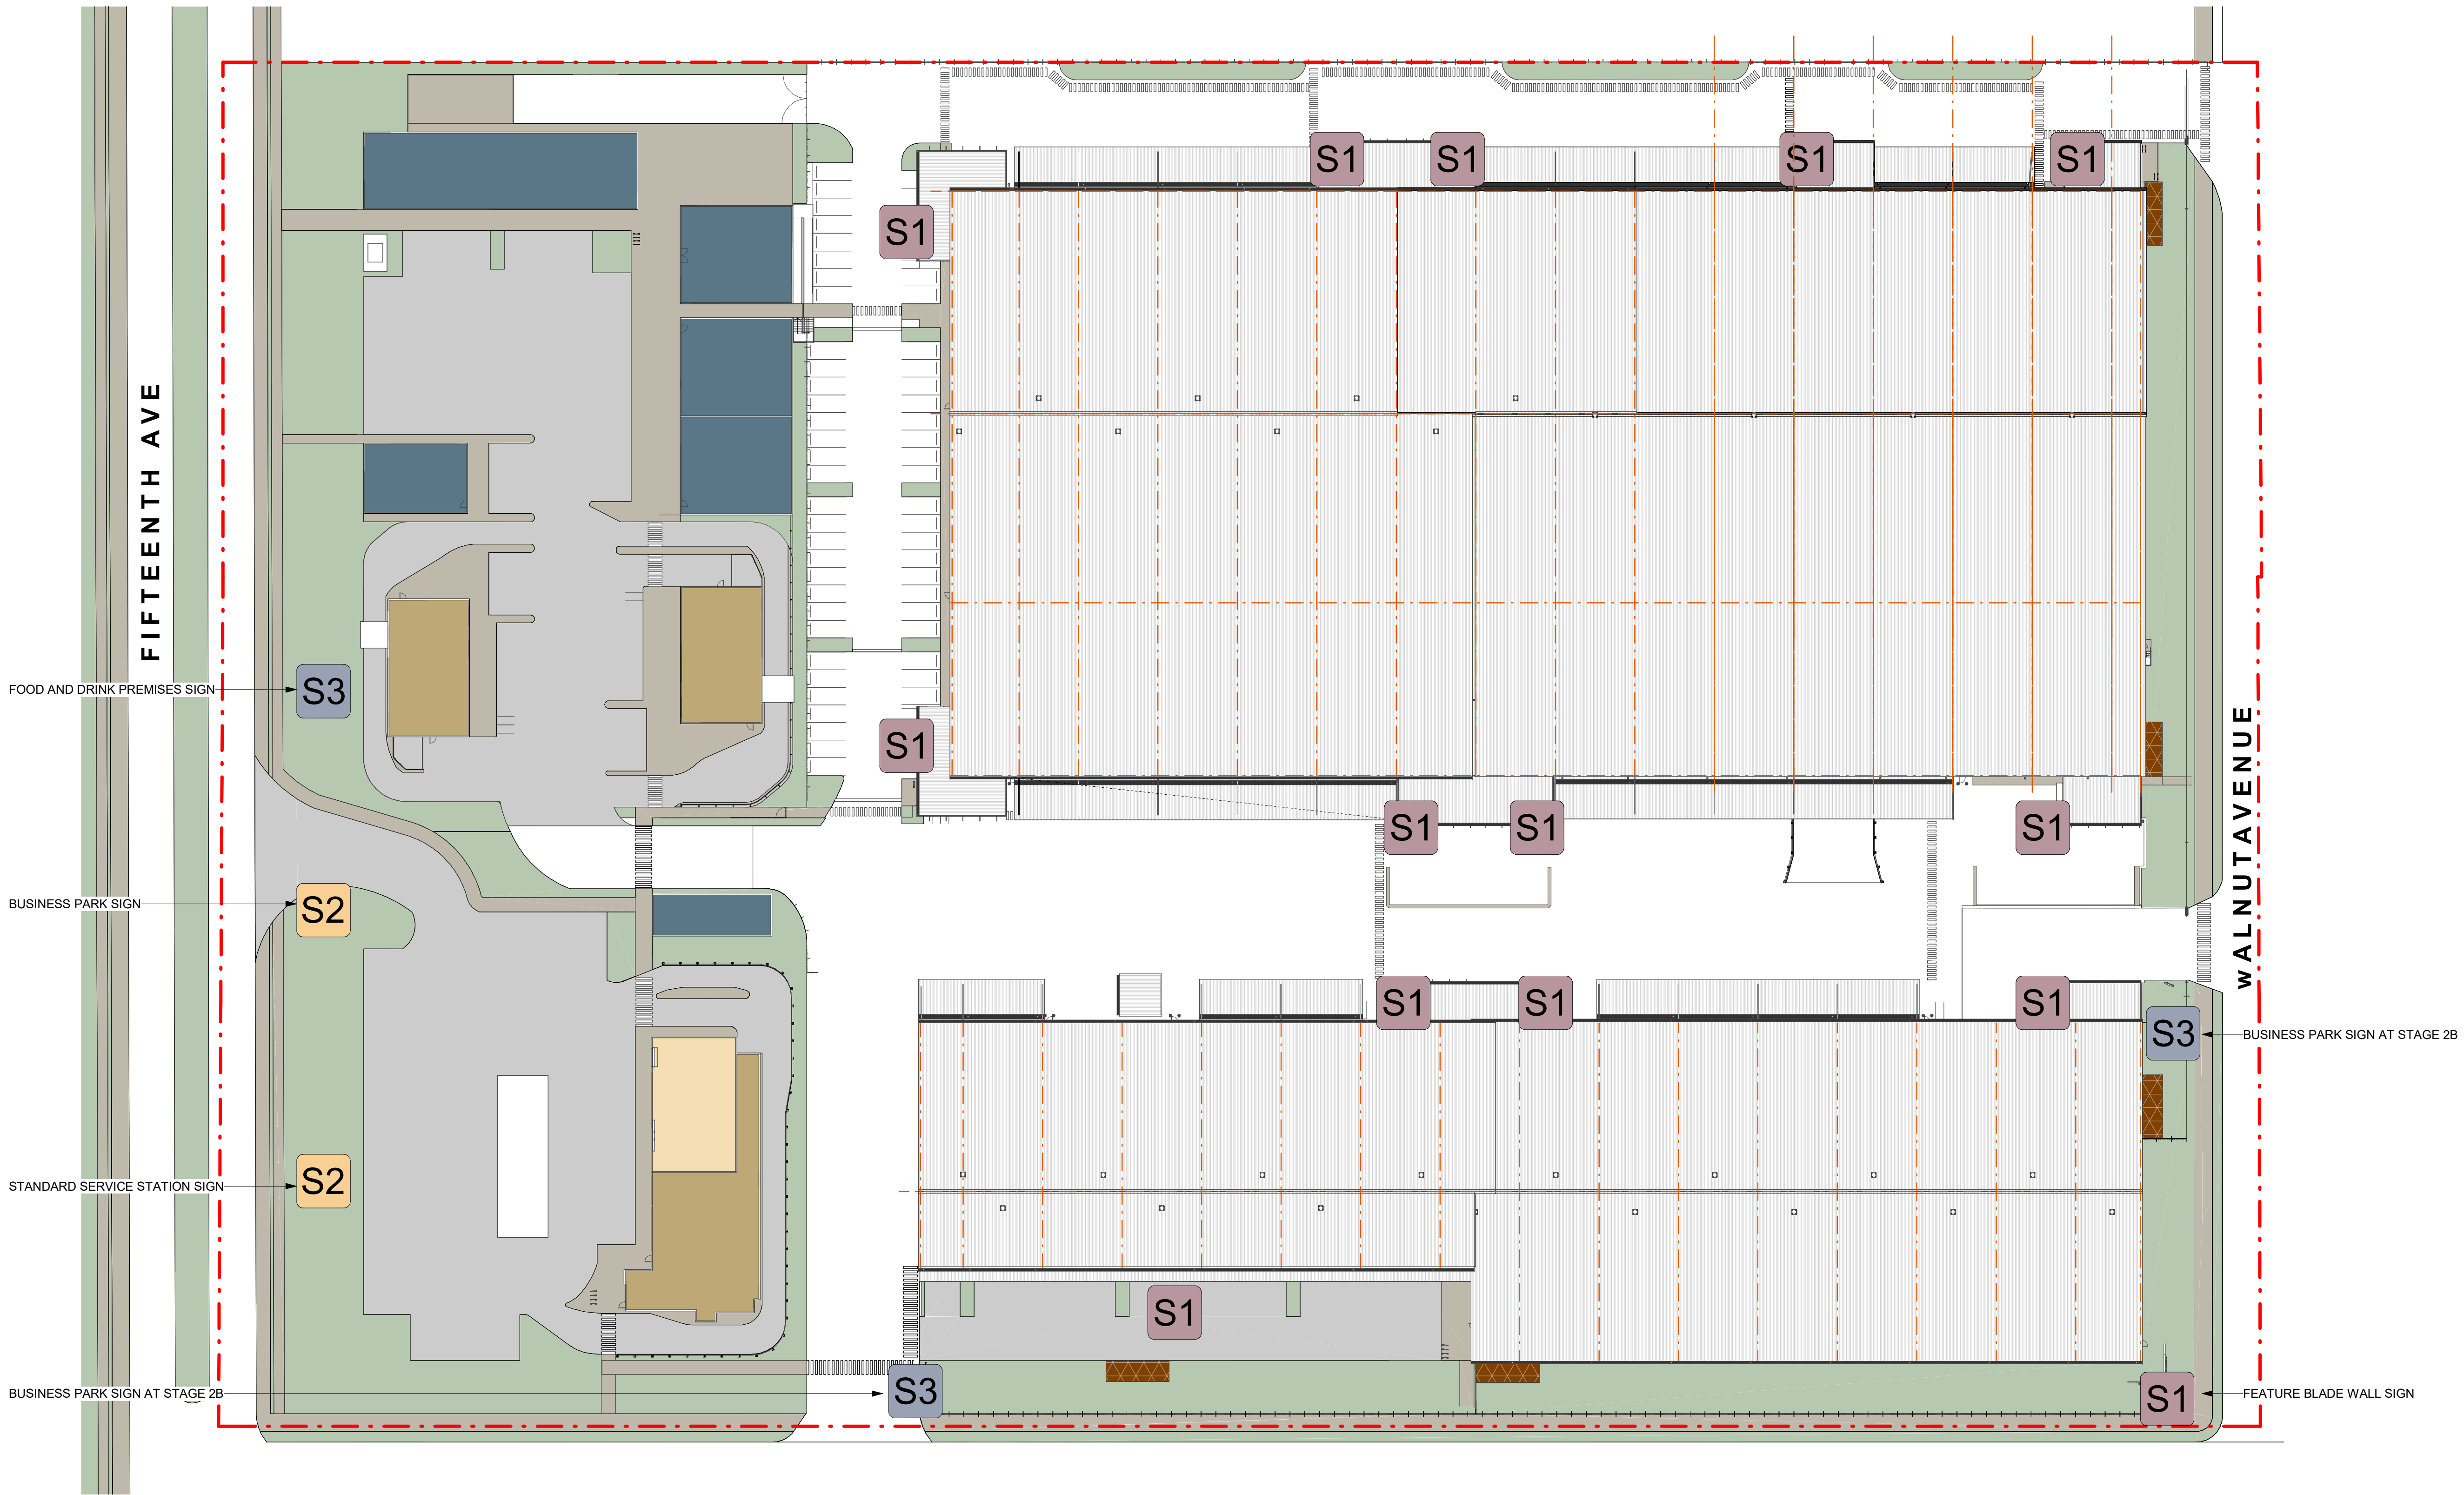 S1 S1 S1 S1
S1
FIFTEENTH AVE
FOOD AND DRINK PREMISES SIGN
S3
S1
WALNUT AVENUE
S1 S1 S1
BUSINESS PARK SIGN
S2
S1 S1 S1
S3
BUSINESS PARK SIGN AT STAGE 2B
STANDARD SERVICE STATION SIGN
S2
S1
BUSINESS PARK SIGN AT STAGE 2B
S3
S1
FEATURE BLADE WALL SIGN